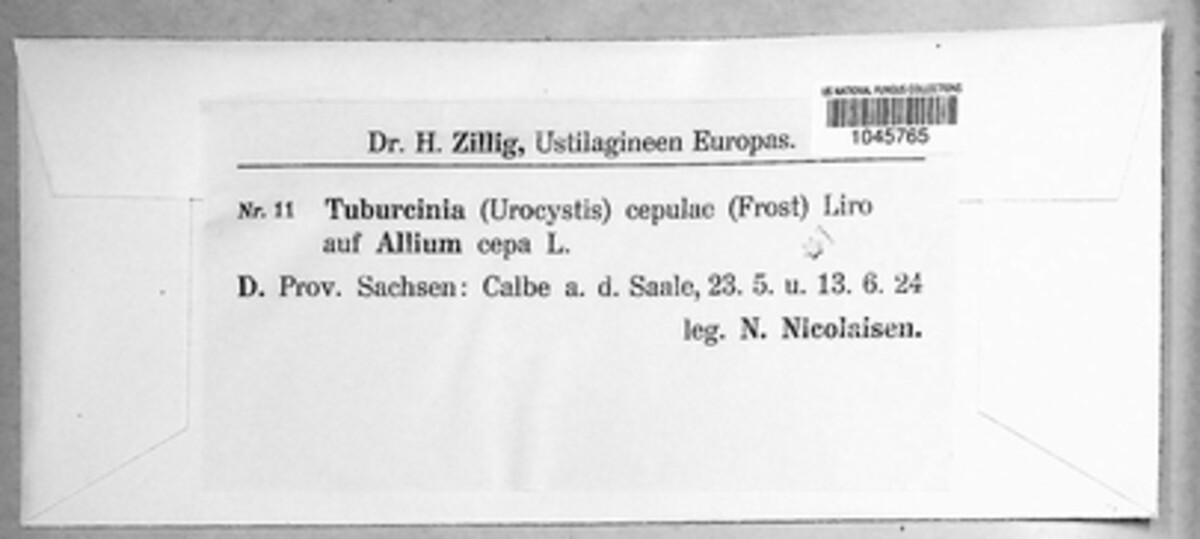 US NATIONAL FUNGUS COLLECTIONS
1045765
Dr. H. Zillig, Ustilagineen Europas.
Nr. 11 Tuburcinia (Urocystis) cepulae (Frost) Liro
auf Allium cepa L.
D. Prov. Sachsen: Calbe a. d. Saale, 23. 5. u. 13. 6. 24
leg. N. Nicolaisen.